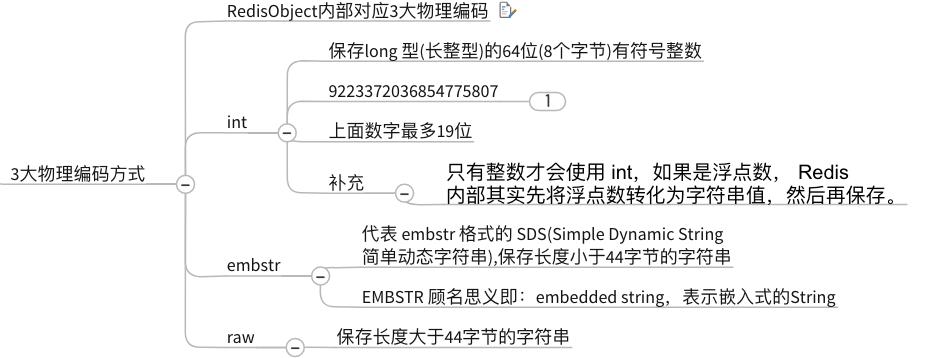 RedisObject内部对应3大物理编码
保存long 型(长整型)的64位(8个字节)有符号整数
9223372036854775807
1
int
上面数字最多19位
3大物理编码方式
补充
只有整数才会使用 int，如果是浮点数， Redis
内部其实先将浮点数转化为字符串值，然后再保存。
代表 embstr 格式的 SDS(Simple Dynamic String
简单动态字符串),保存长度小于44字节的字符串
embstr
EMBSTR 顾名思义即：embedded string，表示嵌入式的String
raw
保存长度大于44字节的字符串